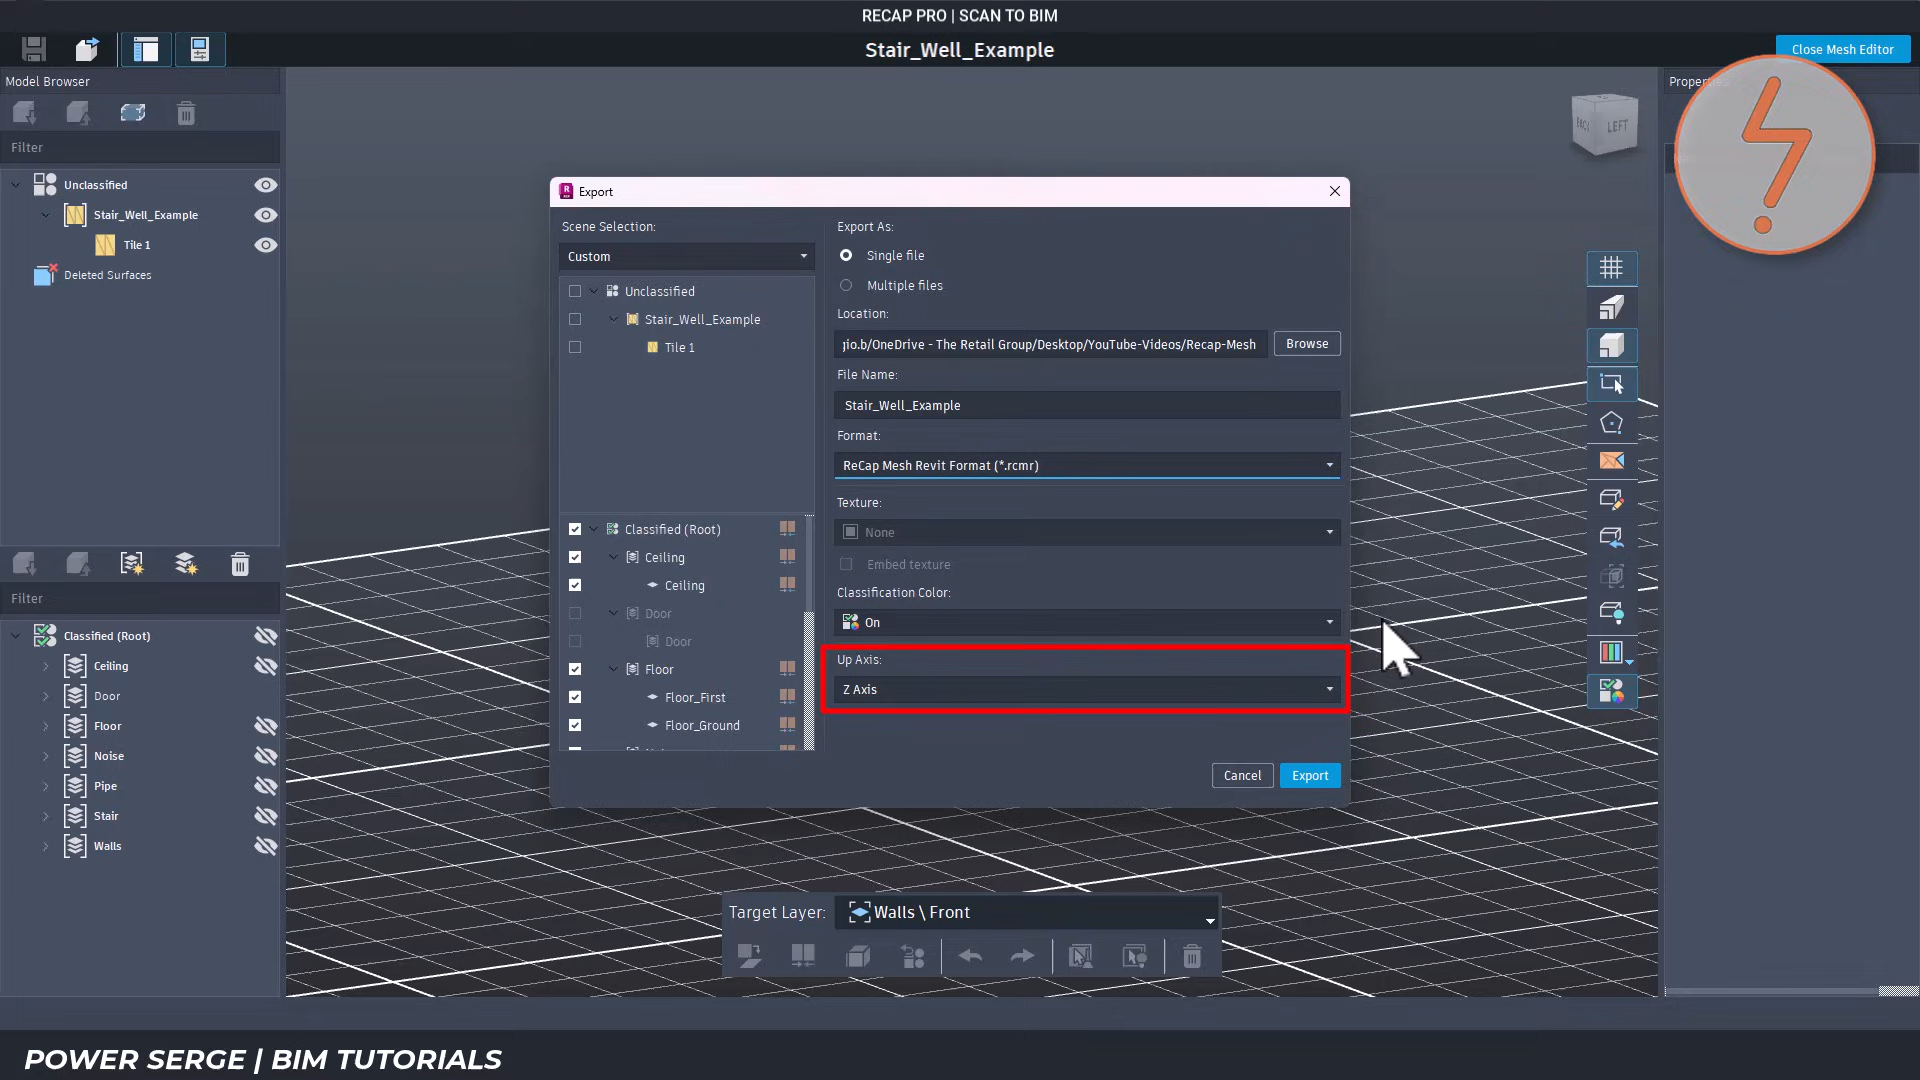 RECAP PRO | SCAN TO BIM
Stair_Well_Example
Close Mesh Editor
Model Browser
Filter
Unclassified
Stair_Well_Example
Tile 1
Deleted Surfaces
Filter
Classified (Root)
Ceiling
Door
Floor
Noise
Pipe
Stair
Walls
Export
Scene Selection:
Custom
Unclassified
Stair_Well_Example
Tile 1
Classified (Root)
Ceiling
Ceiling
Door
Door
Floor
Floor_First
Floor_Ground
Export As:
Single file
Multiple files
Location:
gio.b/OneDrive - The Retail Group/Desktop/YouTube-Videos/Recap-Mesh
Browse
File Name:
Stair_Well_Example
Format:
ReCap Mesh Revit Format (*.rcmr)
Texture:
None
Embed texture
Classification Color:
On
Up Axis:
Z Axis
Cancel
Export
LEFT
Target Layer:
Walls \ Front
POWER SERGE | BIM TUTORIALS